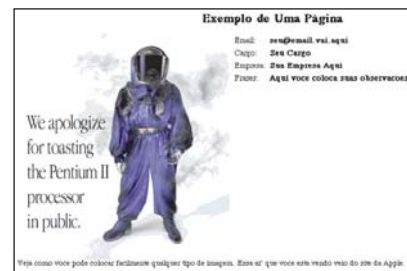 Exemplo de Uma Página
Email: seu@email.vai.aqui
Cargo: Seu Cargo
Empresa: Sua Empresa Aqui
Frases: Aqui voce coloca suas observacoes
We apologize
for toasting
the Pentium II
processor
in public.
Veja como voce pode colocar facilmente qualquer tipo de imagem. Essa ai' que voce esta vendo veio do site da Apple.